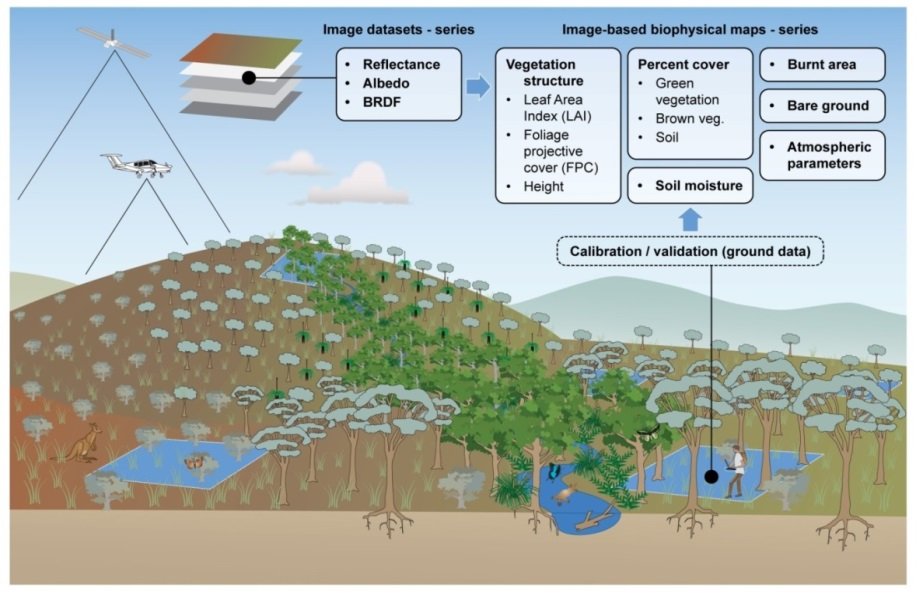 Image datasets - series
• Reflectance
• Albedo
• BRDF
Image-based biophysical maps - series
Vegetation
structure
• Leaf Area
Index (LAI)
• Foliage
projective
cover (FPC)
• Height
Percent cover
• Green
vegetation
• Brown veg.
• Soil
• Soil moisture
• Burnt area
• Bare ground
• Atmospheric
parameters
Calibration / validation (ground data)